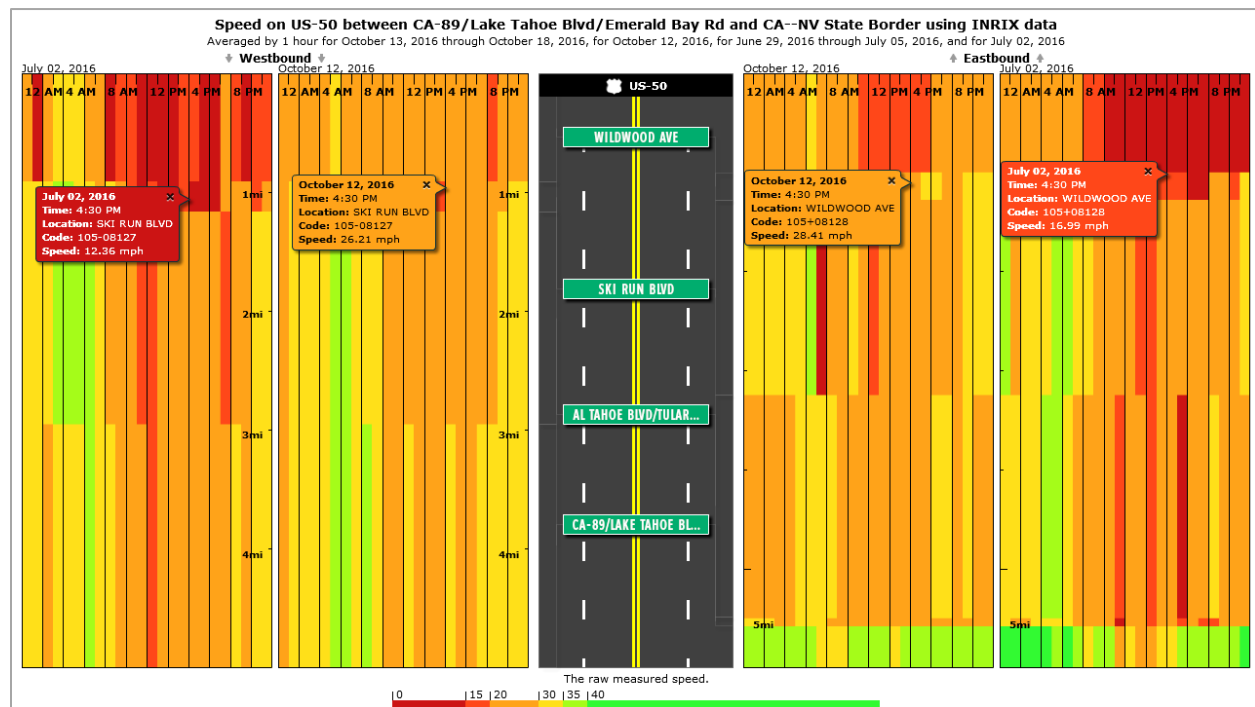 Speed on US-50 between CA-89/Lake Tahoe Blvd/Emerald Bay Rd and CA--NV State Border using INRIX data
Averaged by 1 hour for October 13, 2016 through October 18, 2016, for October 12, 2016, for June 29, 2016 through July 05, 2016, and for July 02, 2016
Westbound
Eastbound
July 02, 2016
October 12, 2016
October 12, 2016
July 02, 2016
12 AM 4 AM 8 AM 12 PM 4 PM 8 PM
12 AM 4 AM 8 AM 12 PM 4 PM 8 PM
US-50
12 AM 4 AM 8 AM 12 PM 4 PM 8 PM
12 AM 4 AM 8 AM 12 PM 4 PM 8 PM
WILDWOOD AVE
SKI RUN BLVD
AL TAHOE BLVD/TULAR...
CA-89/LAKE TAHOE BL...
July 02, 2016
Time: 4:30 PM
Location: SKI RUN BLVD
Code: 105-08127
Speed: 12.36 mph
October 12, 2016
Time: 4:30 PM
Location: SKI RUN BLVD
Code: 105-08127
Speed: 26.21 mph
October 12, 2016
Time: 4:30 PM
Location: WILDWOOD AVE
Code: 105+08128
Speed: 28.41 mph
July 02, 2016
Time: 4:30 PM
Location: WILDWOOD AVE
Code: 105+08128
Speed: 16.99 mph
1mi
2mi
3mi
4mi
1mi
2mi
3mi
4mi
5mi
5mi
The raw measured speed.
0 15 20 30 35 40